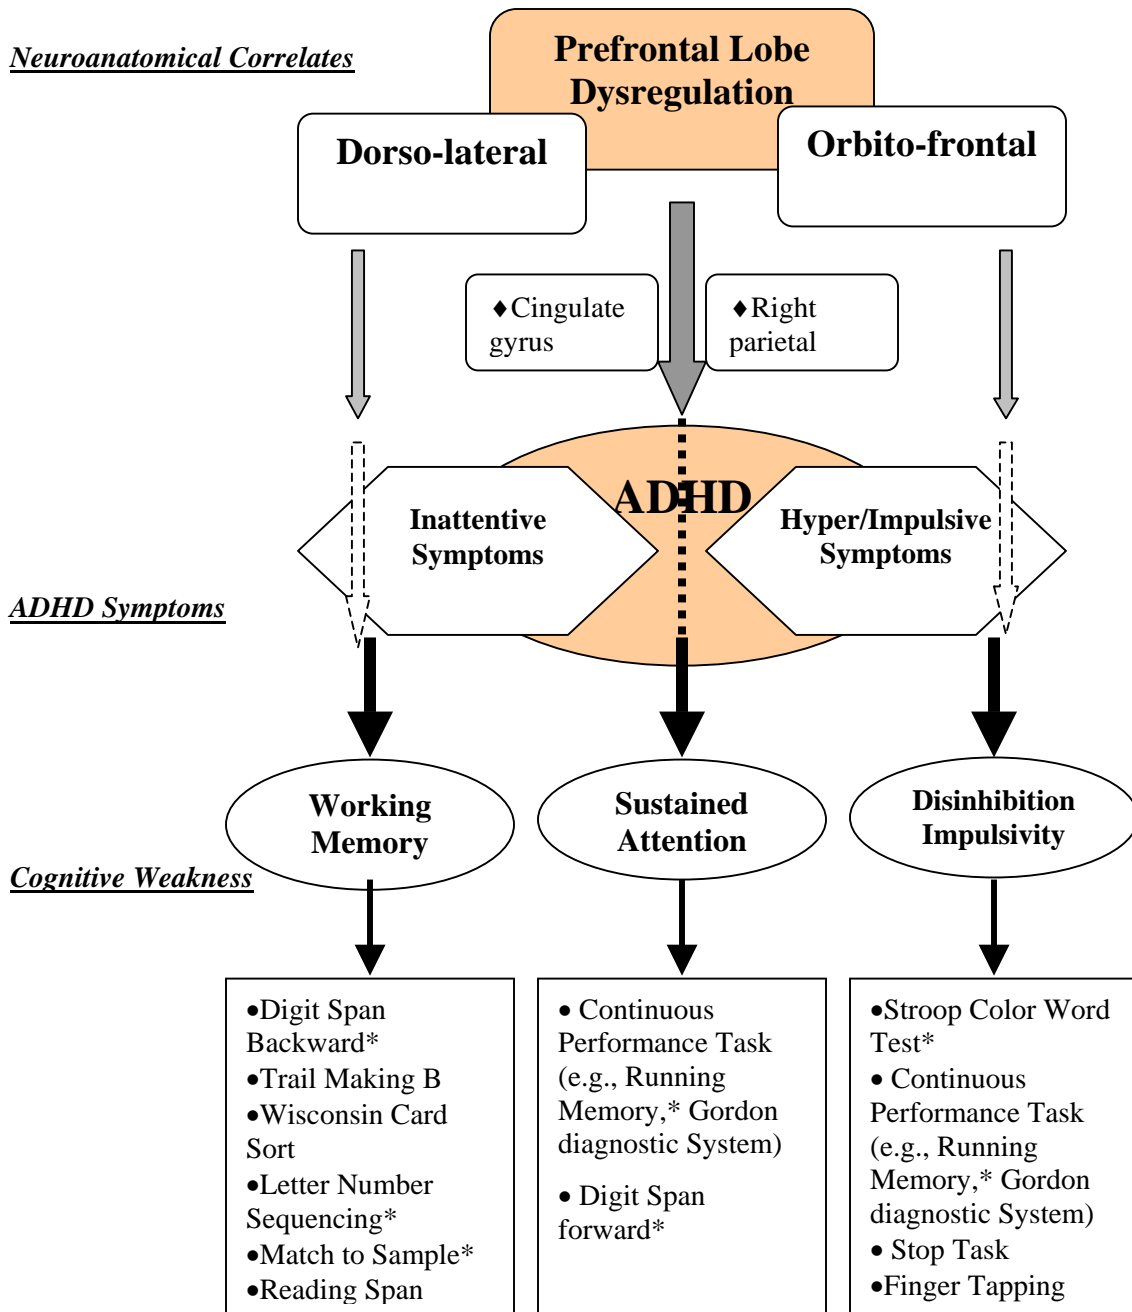 Neuroanatomical Correlates
Prefrontal Lobe
Dysregulation
Dorso-lateral
Orbito-frontal
♦Cingulate
gyrus
♦Right
parietal
ADHD
Inattentive
Symptoms
Hyper/Impulsive
Symptoms
ADHD Symptoms
Working
Memory
Sustained
Attention
Disinhibition
Impulsivity
Cognitive Weakness
•Digit Span
Backward*
•Trail Making B
•Wisconsin Card
Sort
•Letter Number
Sequencing*
•Match to Sample*
•Reading Span
• Continuous
Performance Task
(e.g., Running
Memory,* Gordon
diagnostic System)
• Digit Span
forward*
•Stroop Color Word
Test*
• Continuous
Performance Task
(e.g., Running
Memory,* Gordon
diagnostic System)
• Stop Task
•Finger Tapping